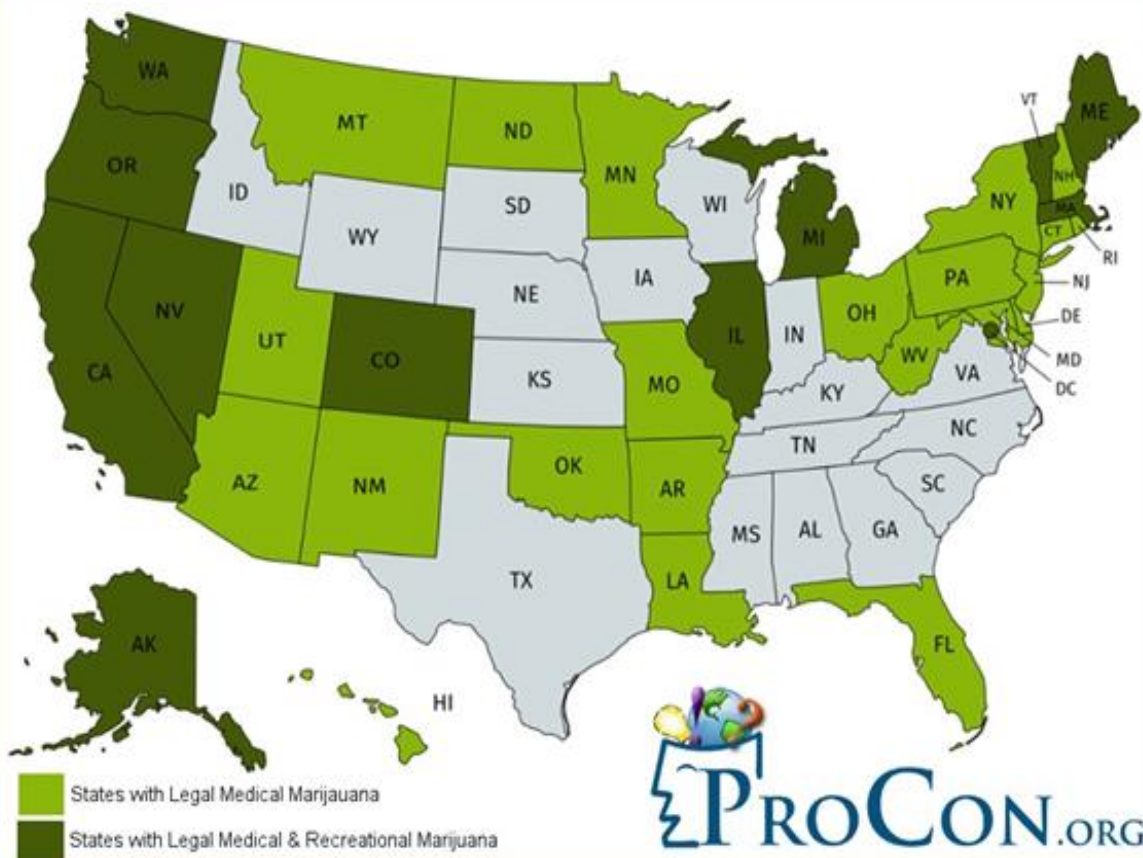 WA
OR
CA
NV
ID
MT
WY
UT
CO
AZ
NM
ND
SD
NE
KS
OK
TX
MN
IA
MO
AR
LA
WI
IL
MI
IN
OH
KY
TN
MS
AL
GA
FL
SC
NC
VA
WV
PA
NY
VT
NH
ME
MA
CT
RI
NJ
DE
MD
DC
AK
HI
States with Legal Medical Marijauana
States with Legal Medical & Recreational Marijuana
PROCON.ORG